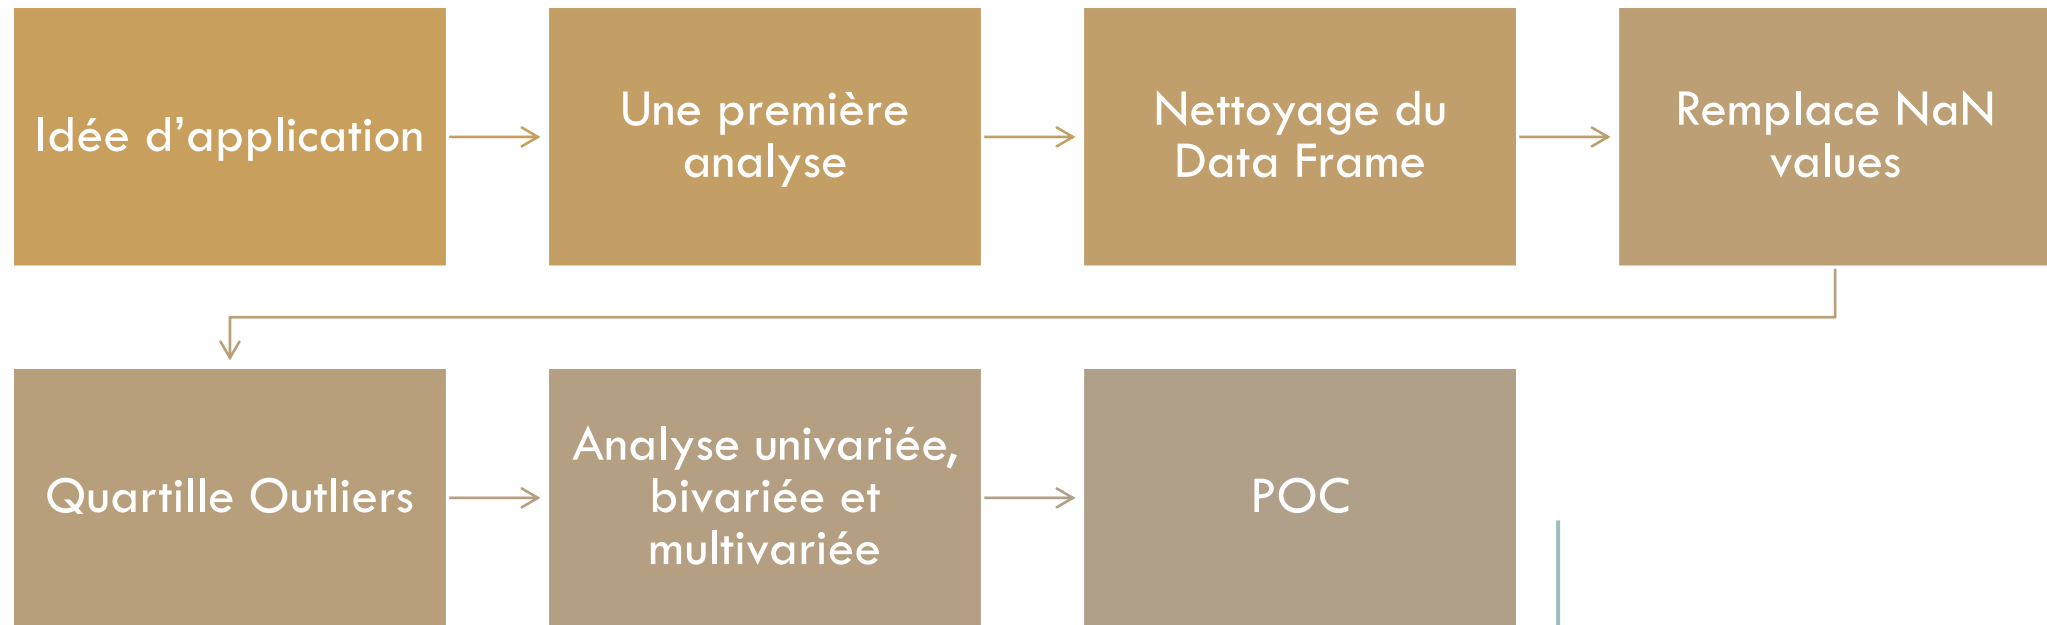 Idée d’application
Une première
analyse
Nettoyage du
Data Frame
Remplace NaN
values
Quartille Outliers
Analyse univariée,
bivariée et
multivariée
POC